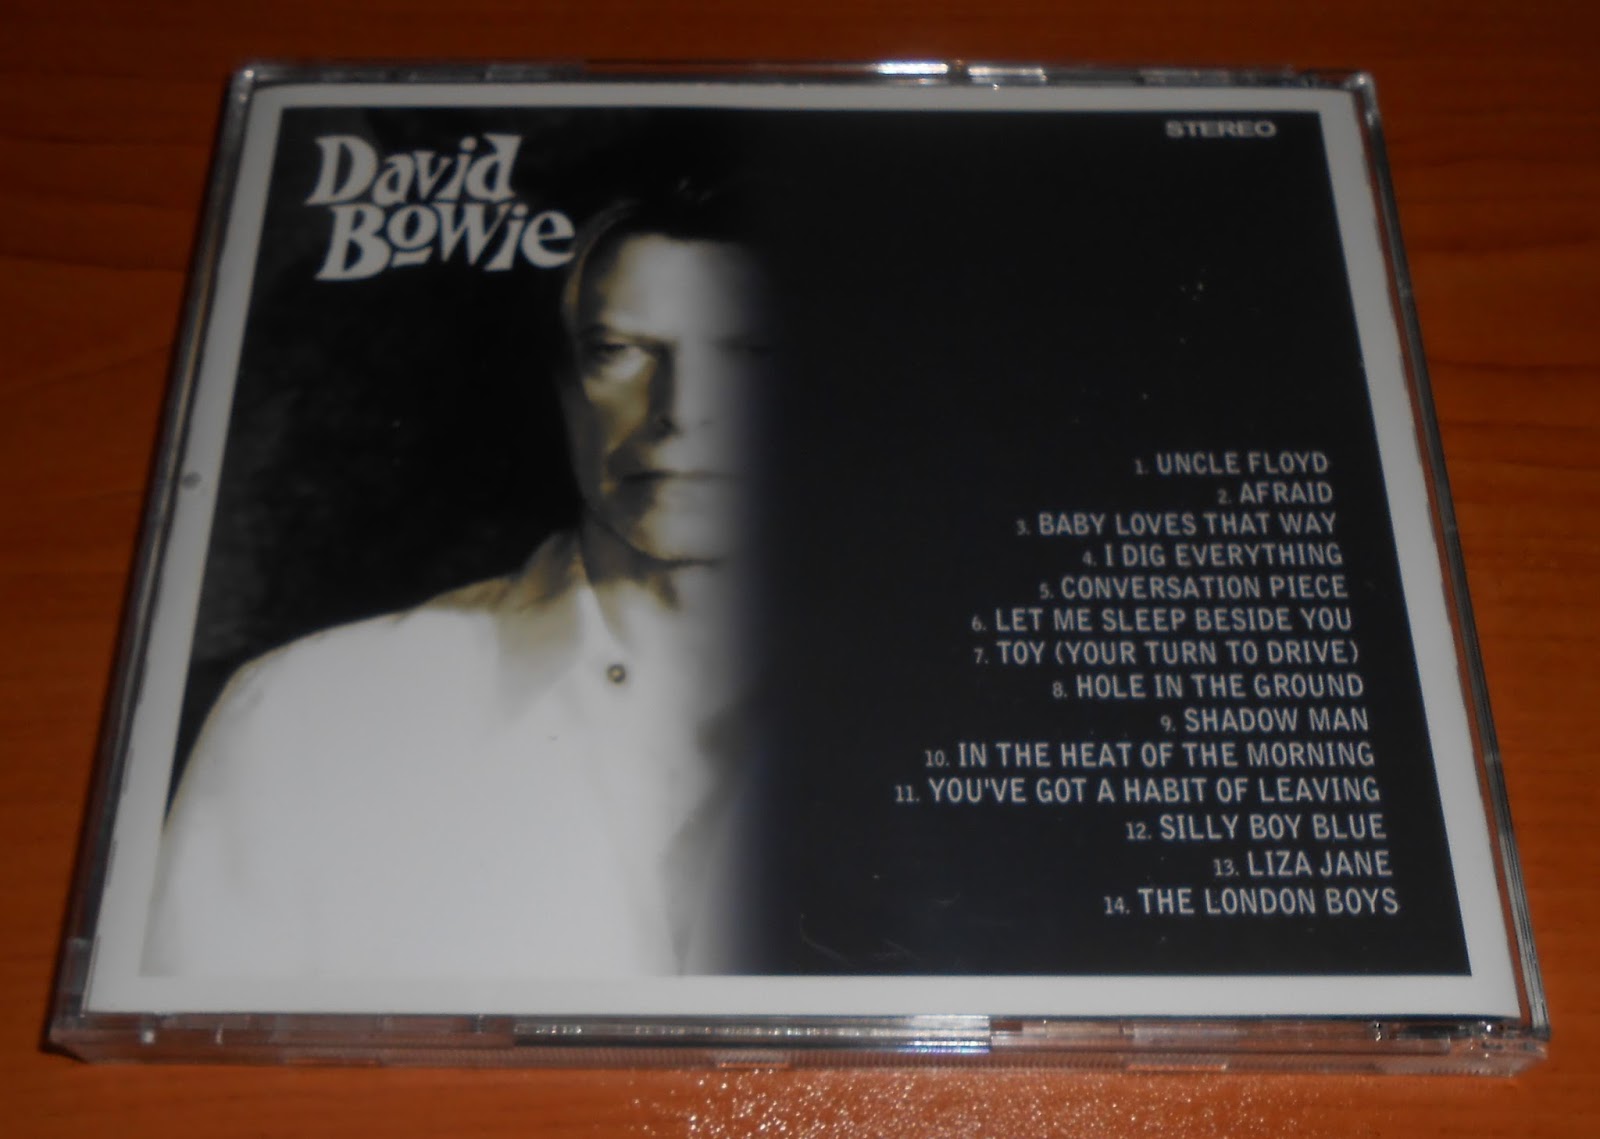 David
Bowie
STEREO
1. UNCLE FLOYD
2. AFRAID
3. BABY LOVES THAT WAY
4. I DIG EVERYTHING
5. CONVERSATION PIECE
6. LET ME SLEEP BESIDE YOU
7. TOY (YOUR TURN TO DRIVE)
8. HOLE IN THE GROUND
9. SHADOW MAN
10. IN THE HEAT OF THE MORNING
11. YOU'VE GOT A HABIT OF LEAVING
12. SILLY BOY BLUE
13. LIZA JANE
14. THE LONDON BOYS